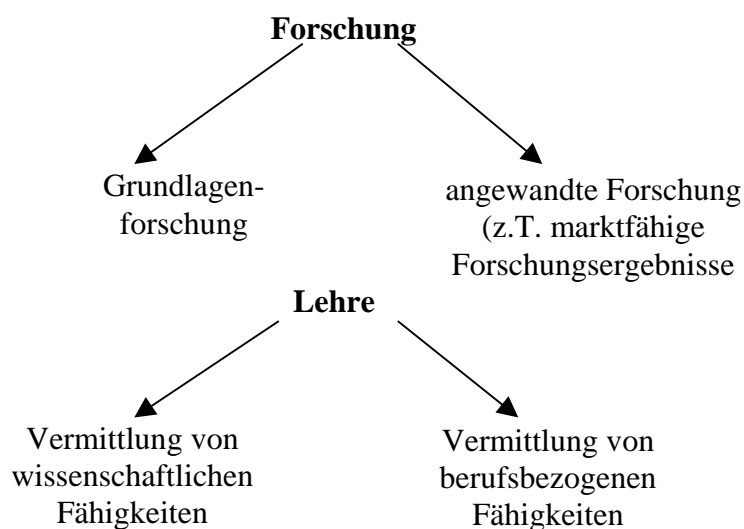 Forschung
Grundlagen-
forschung
angewandte Forschung
(z.T. marktfähige
Forschungsergebnisse
Lehre
Vermittlung von
wissenschaftlichen
Fähigkeiten
Vermittlung von
berufsbezogenen
Fähigkeiten